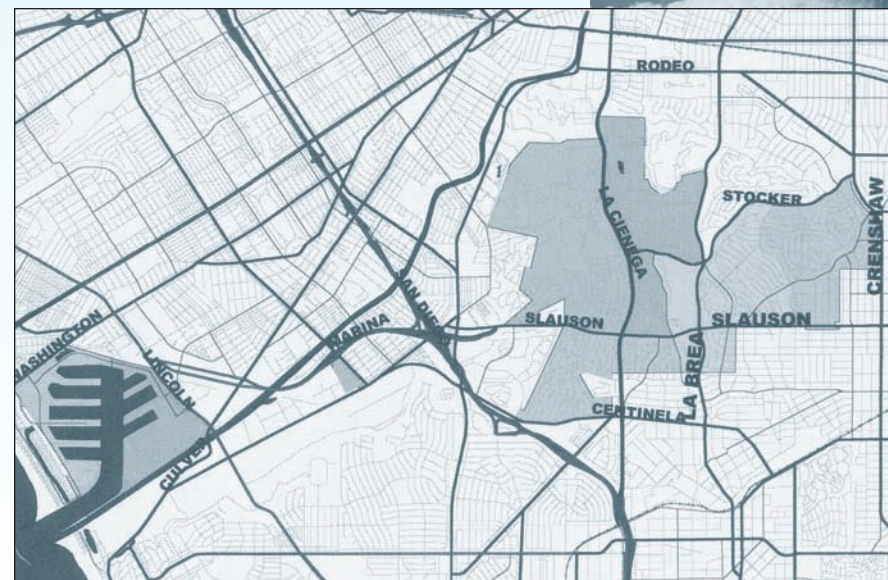 RODEO
STOCKER
CRENSHAW
LA CIENEGA
SAN DIEGO
SLAUSON
SLAUSON
MARINA
WASHINGTON
LINCOLN
LA BREA
CENTINELA
CULVER